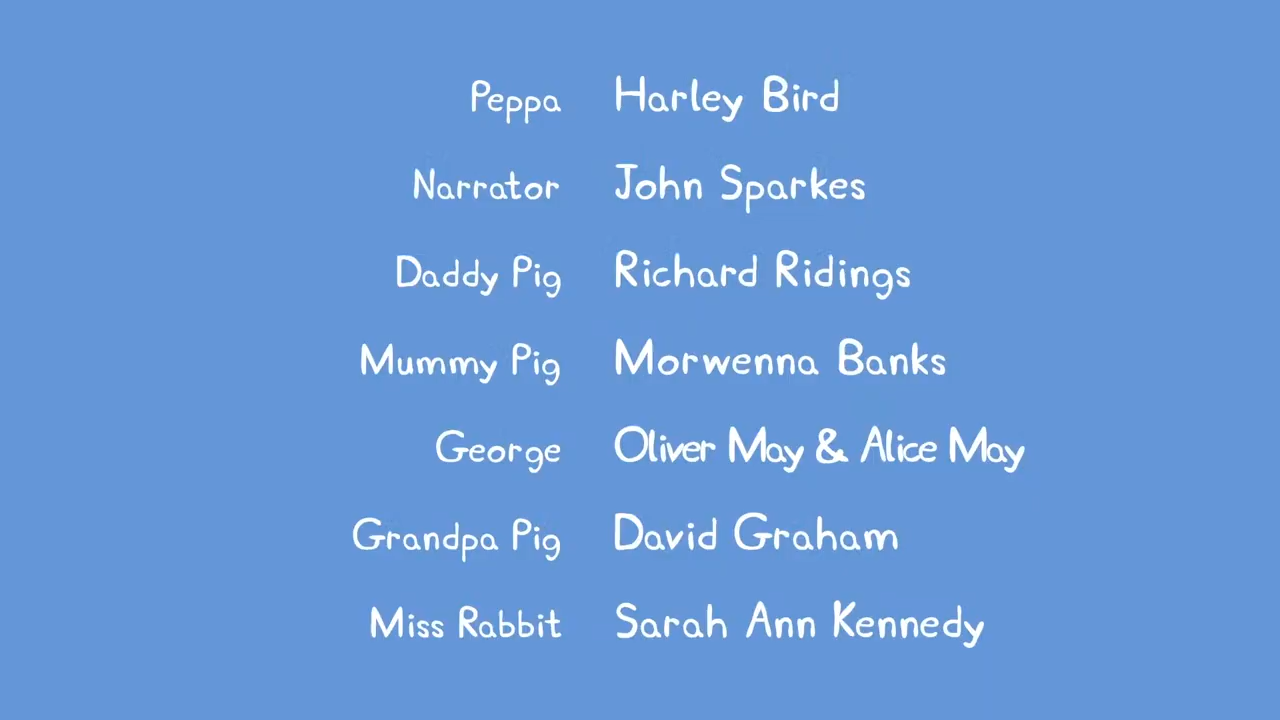 Peppa Harley Bird
Narrator John Sparkes
Daddy Pig Richard Ridings
Mummy Pig Morwenna Banks
George Oliver May & Alice May
Grandpa Pig David Graham
Miss Rabbit Sarah Ann Kennedy